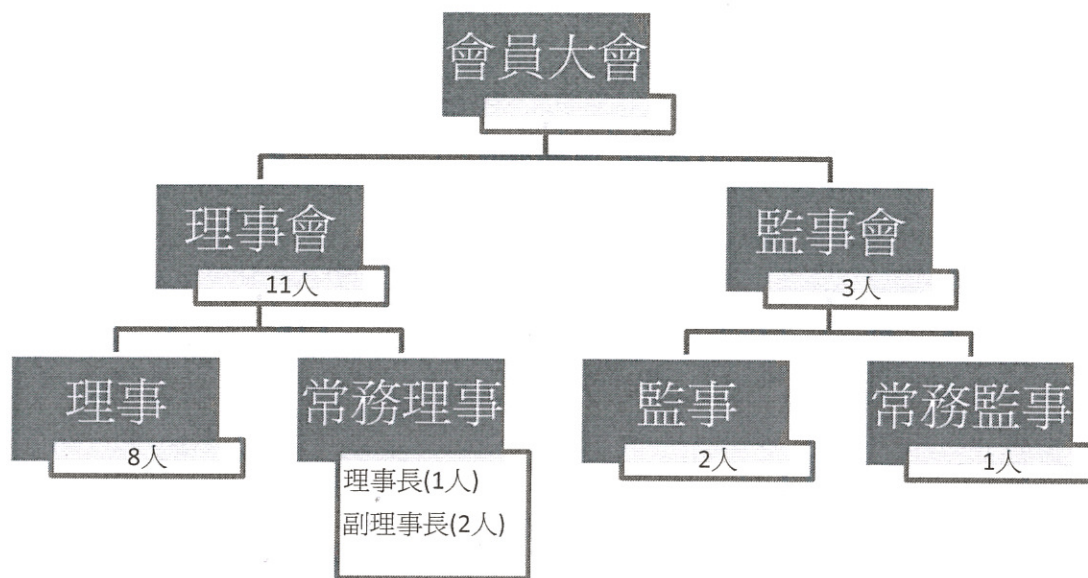 會員大會
理事會
11人
監事會
3人
理事
8人
常務理事
理事長(1人)
副理事長(2人)
監事
2人
常務監事
1人